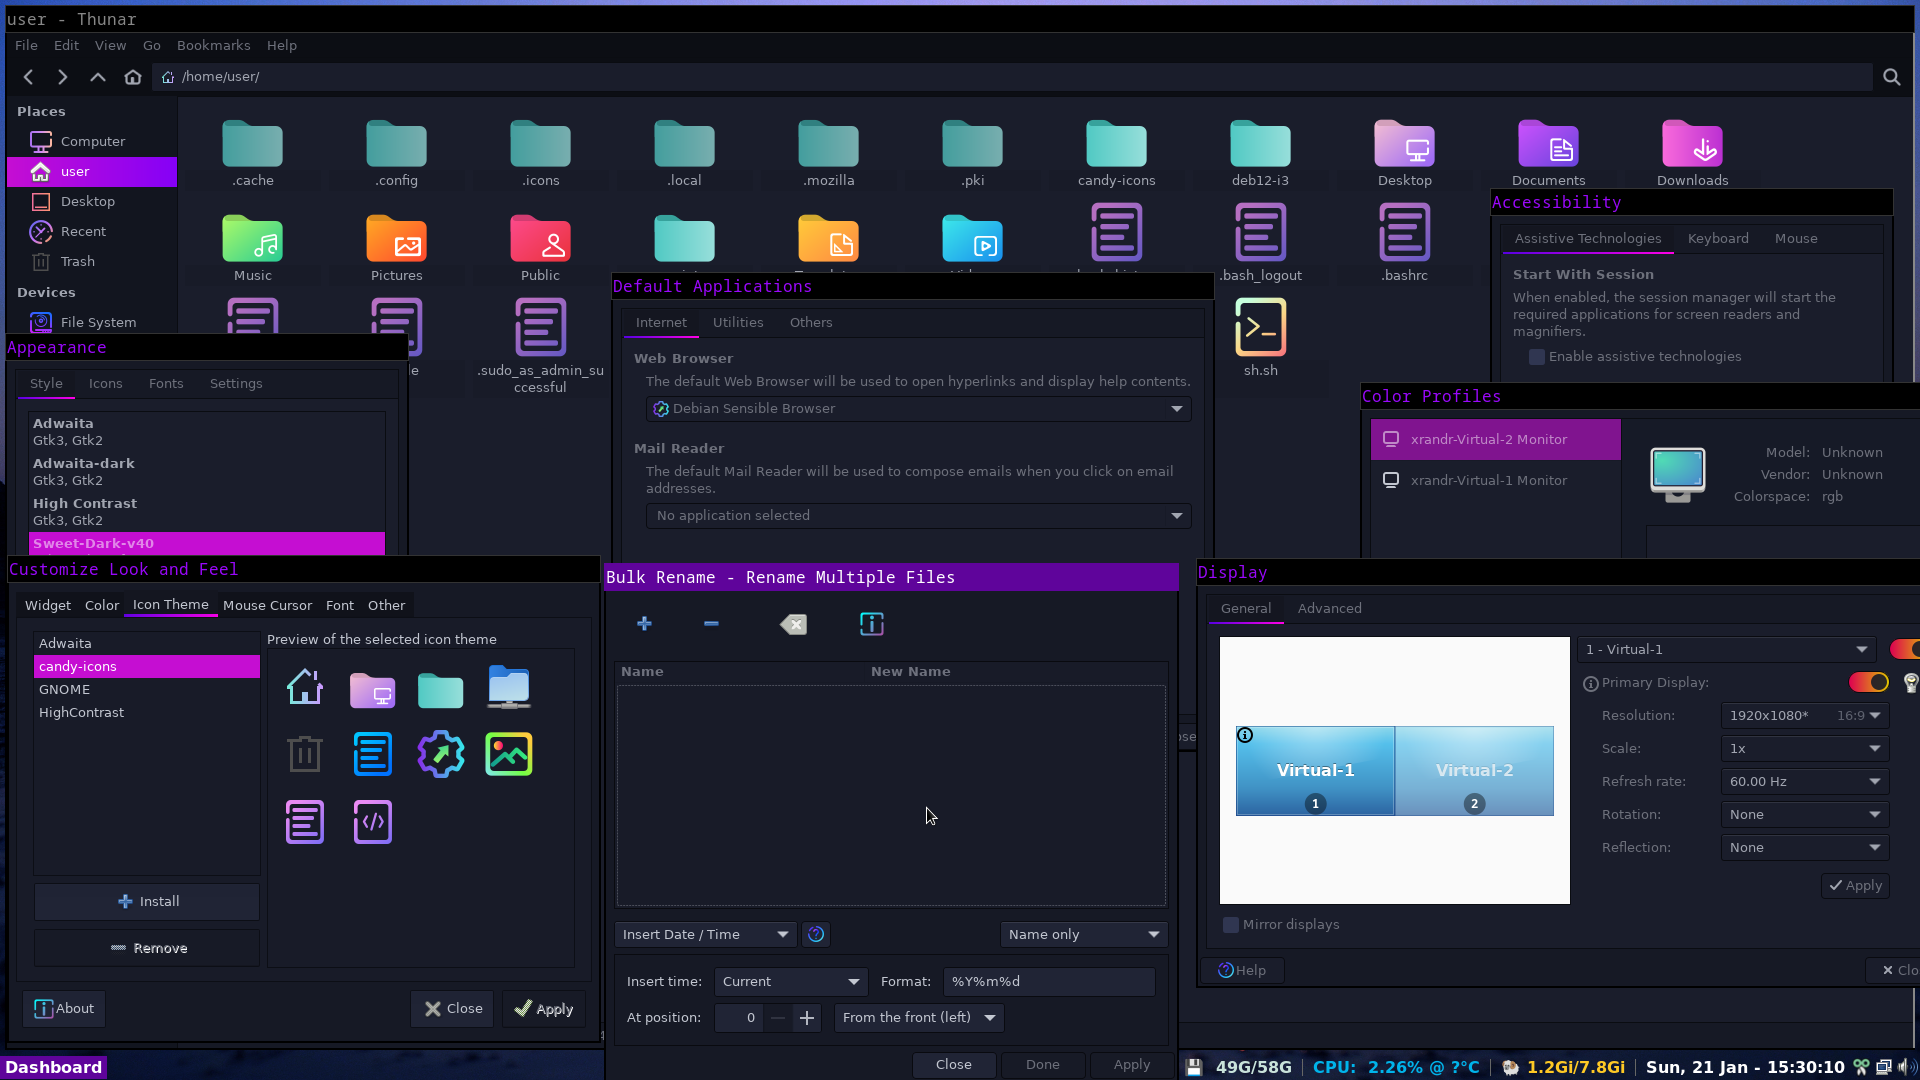 user - Thunar
File Edit View Go Bookmarks Help
/home/user/
Places
Computer
user
Desktop
Recent
Trash
Devices
File System
.cache .config .icons .local .mozilla .pki candy-icons deb12-i3 Desktop Documents Downloads
Music Pictures Public .bash_logout .bashrc
.sudo_as_admin_su
ccessful
sh.sh
Accessibility
Assistive Technologies Keyboard Mouse
Start With Session
When enabled, the session manager will start the
required applications for screen readers and
magnifiers.
Enable assistive technologies
Default Applications
Internet Utilities Others
Web Browser
The default Web Browser will be used to open hyperlinks and display help contents.
Debian Sensible Browser
Mail Reader
The default Mail Reader will be used to compose emails when you click on email
addresses.
No application selected
Appearance
Style Icons Fonts Settings
Adwaita
Gtk3, Gtk2
Adwaita-dark
Gtk3, Gtk2
High Contrast
Gtk3, Gtk2
Sweet-Dark-v40
Color Profiles
xrandr-Virtual-2 Monitor
xrandr-Virtual-1 Monitor
Model: Unknown
Vendor: Unknown
Colorspace: rgb
Customize Look and Feel
Widget Color Icon Theme Mouse Cursor Font Other
Adwaita
candy-icons
GNOME
HighContrast
Preview of the selected icon theme
Install
Remove
About Close Apply
Bulk Rename - Rename Multiple Files
Name New Name
Insert Date / Time Name only
Insert time: Current Format: %Y%m%d
At position: 0 From the front (left)
Close Done Apply
Display
General Advanced
Virtual-1 Virtual-2
1 2
1 - Virtual-1
Primary Display:
Resolution: 1920x1080* 16:9
Scale: 1x
Refresh rate: 60.00 Hz
Rotation: None
Reflection: None
Apply
Mirror displays
Help Clo
Dashboard
49G/58G CPU: 2.26% @ ?°C 1.2Gi/7.8Gi Sun, 21 Jan - 15:30:10